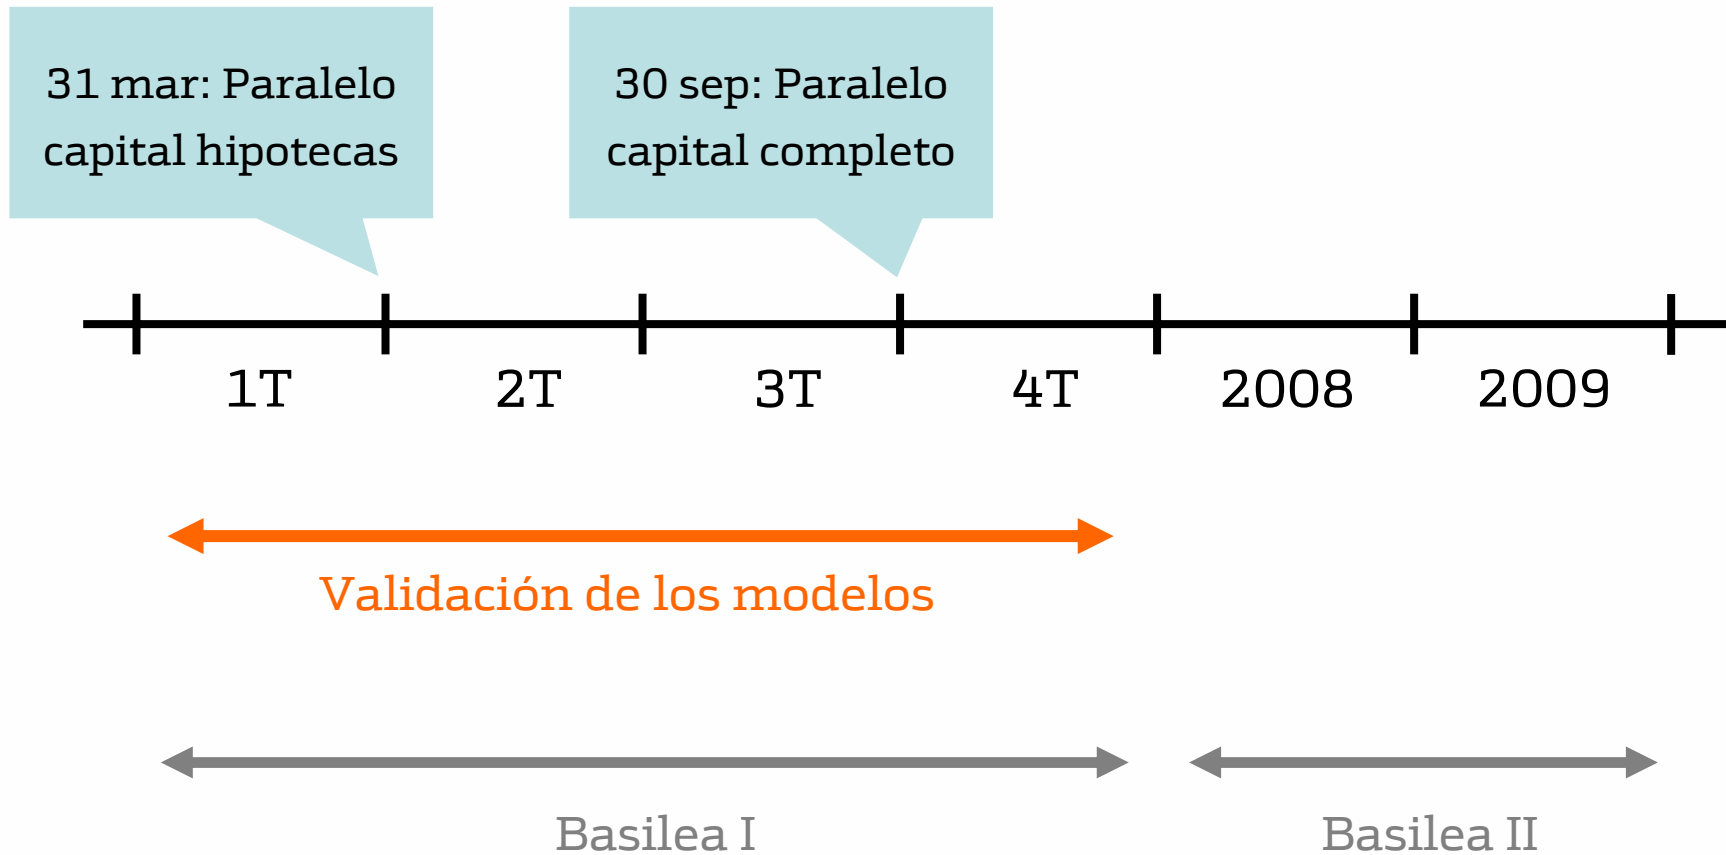 31 mar: Paralelo
capital hipotecas
30 sep: Paralelo
capital completo
1T
2T
3T
4T
2008
2009
Validación de los modelos
Basilea I
Basilea II